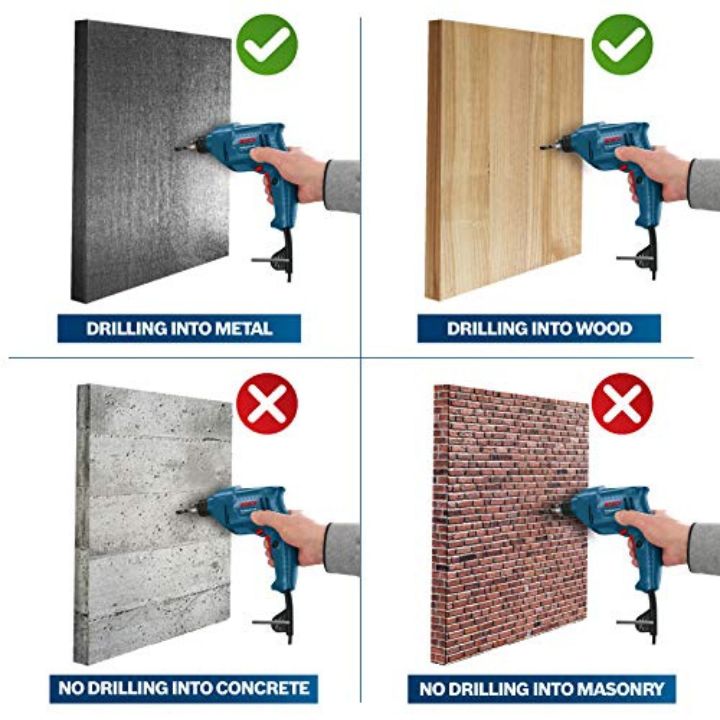 DRILLING INTO METAL
DRILLING INTO WOOD
NO DRILLING INTO CONCRETE
NO DRILLING INTO MASONRY